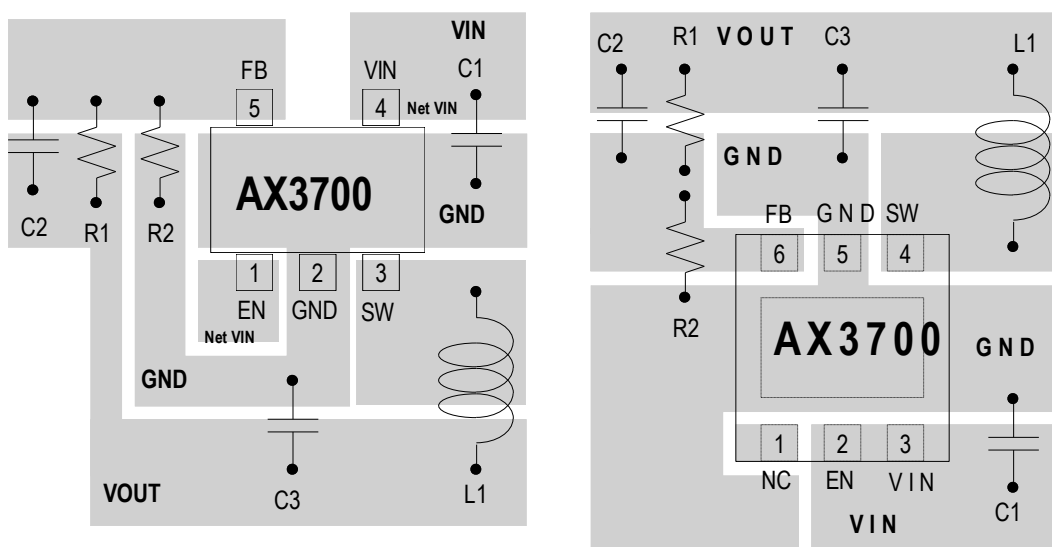 VIN
FB
VIN
C1
5
4
Net VIN
AX3700
GND
C2
R1
R2
1
2
3
EN
GND
SW
Net VIN
GND
VOUT
C3
L1
C2
R1
VOUT
C3
L1
GND
FB
GND
SW
6
5
4
R2
AX3700
GND
1
2
3
NC
EN
VIN
C1
VIN